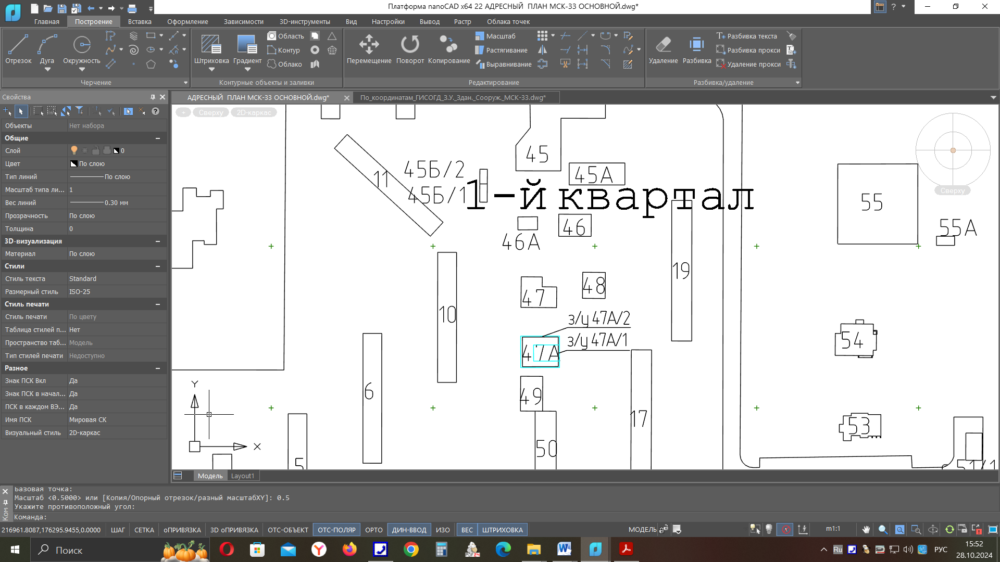 Платформа nanoCAD x64 22 АДРЕСНЫЙ  ПЛАН МСК-33 ОСНОВНОЙ.dwg*
?
Главная
Построение
Вставка
Оформление
Зависимости
3D-инструменты
Вид
Настройки
Вывод
Растр
Облака точек
Отрезок
Дуга
Окружность
Черчение
Штриховка
Градиент
Область
Контур
Облако
Контурные объекты и заливки
Перемещение
Поворот
Копирование
Масштаб
Растягивание
Выравнивание
Редактирование
Удаление
Разбивка
Разбивка текста
Разбивка прокси
Удаление прокси
Разбивка/удаление
Свойства
АДРЕСНЫЙ  ПЛАН МСК-33 ОСНОВНОЙ.dwg*
По_координатам_ГИСОГД_З.У._Здан._Сооруж._МСК-33.dwg*
Объекты Нет набора
Общие
Слой 0
Цвет По слою
Тип линий По слою
Масштаб типа ли... 1
Вес линий 0.30 мм
Прозрачность По слою
Толщина 0
3D-визуализация
Материал По слою
Стили
Стиль текста Standard
Размерный стиль ISO-25
Стиль печати
Стиль печати По цвету
Таблица стилей п... Нет
Пространство таб... Модель
Тип стилей печати Недоступно
Разное
Знак ПСК Вкл Да
Знак ПСК в начал... Да
ПСК в каждом ВЭ... Да
Имя ПСК Мировая СК
Визуальный стиль 2D-каркас
+ Сверху 2D-каркас
Сверху
45
11
45Б/2
45Б/1
45А
1-й квартал
55
55А
46
46А
19
47
48
10
з/у 47А/2
з/у 47А/1
47А
54
6
49
17
53
50
5
Y
X
Модель
Layout1
Базовая точка:
Масштаб <0.5000> или [Копия/Опорный отрезок/разный масштабXY]: 0.5
Укажите противоположный угол:
Команда:
Ком
216961.8087,176295.9455,0.0000
ШАГ
СЕТКА
оПРИВЯЗКА
3D оПРИВЯЗКА
ОТС-ОБЪЕКТ
ОТС-ПОЛЯР
ОРТО
ДИН-ВВОД
ИЗО
ВЕС
ШТРИХОВКА
МОДЕЛЬ
m1:1
Поиск
PDF24
Ru
РУС
15:52
28.10.2024